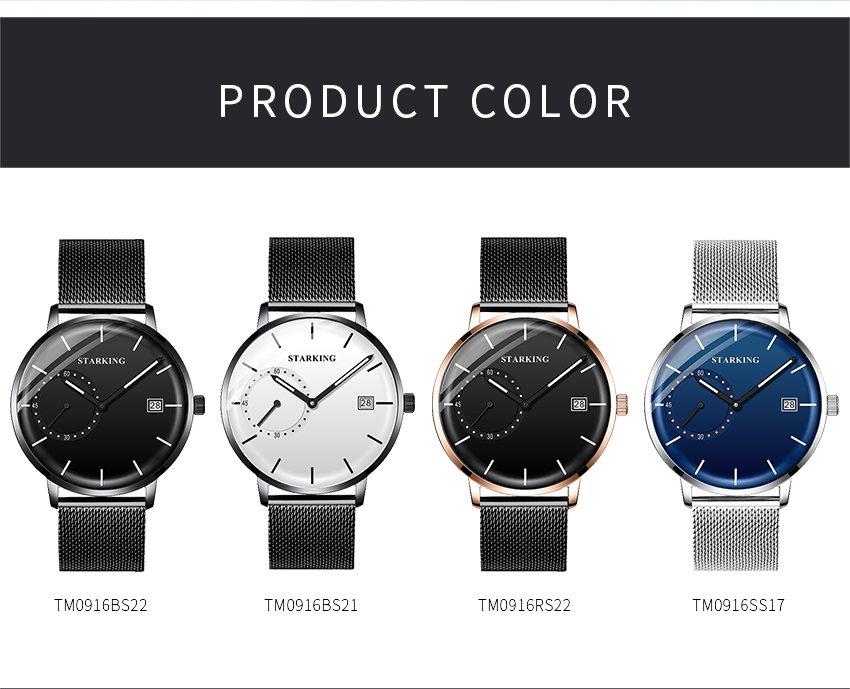 PRODUCT COLOR
STARKING
60
45
30
28
STARKING
60
45
30
28
STARKING
60
45
30
28
STARKING
60
45
30
28
TM0916BS22
TM0916BS21
TM0916RS22
TM0916SS17